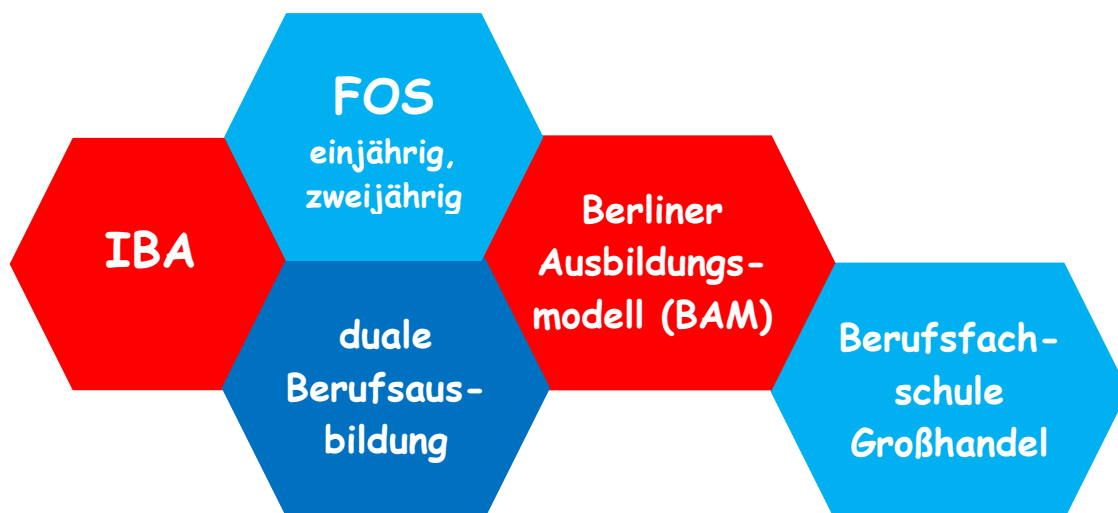 FOS
einjährig,
zweijährig
IBA
Berliner
Ausbildungs-
modell (BAM)
duale
Berufsaus-
bildung
Berufsfach-
schule
Großhandel